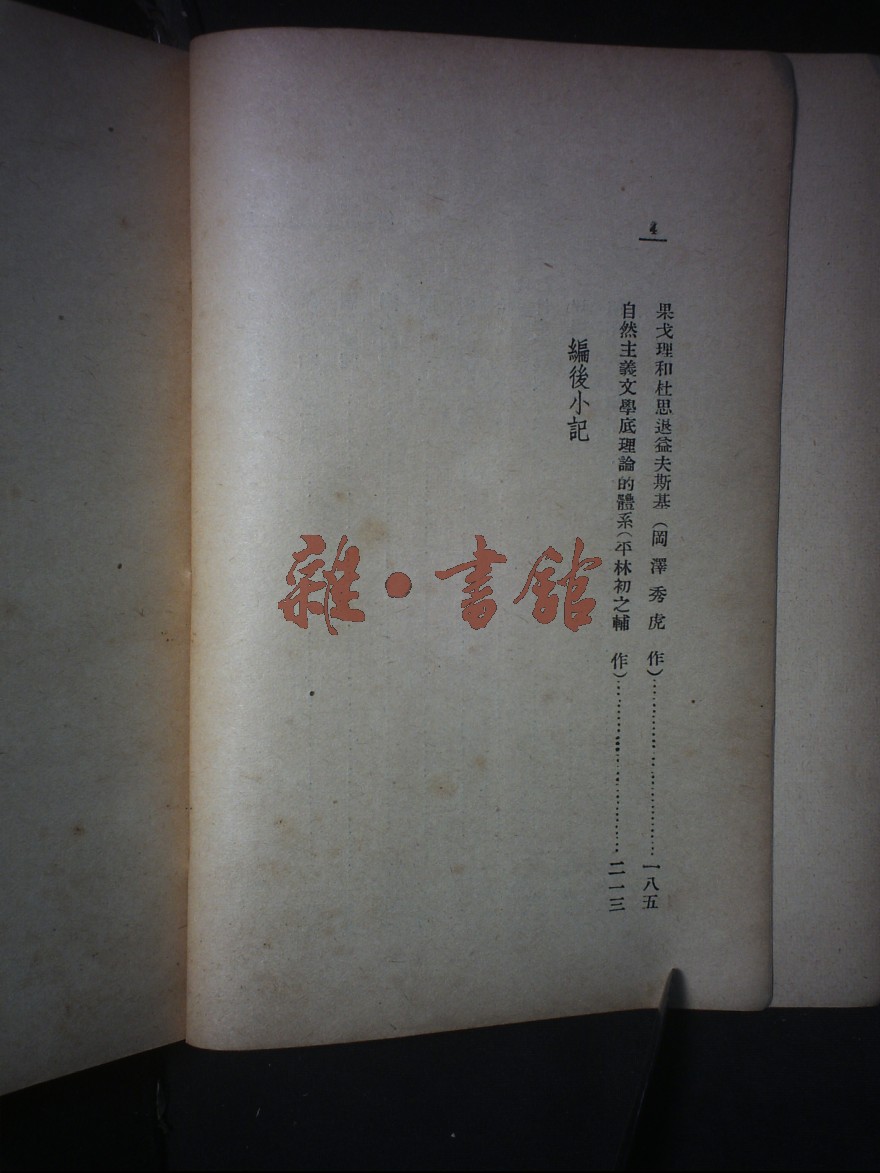 4
果戈理和杜思退益夫斯基（岡澤秀虎 作）…………………一八五
自然主義文學底理論的體系（平林初之輔 作）…………………二一三
編後小記
雜·書館